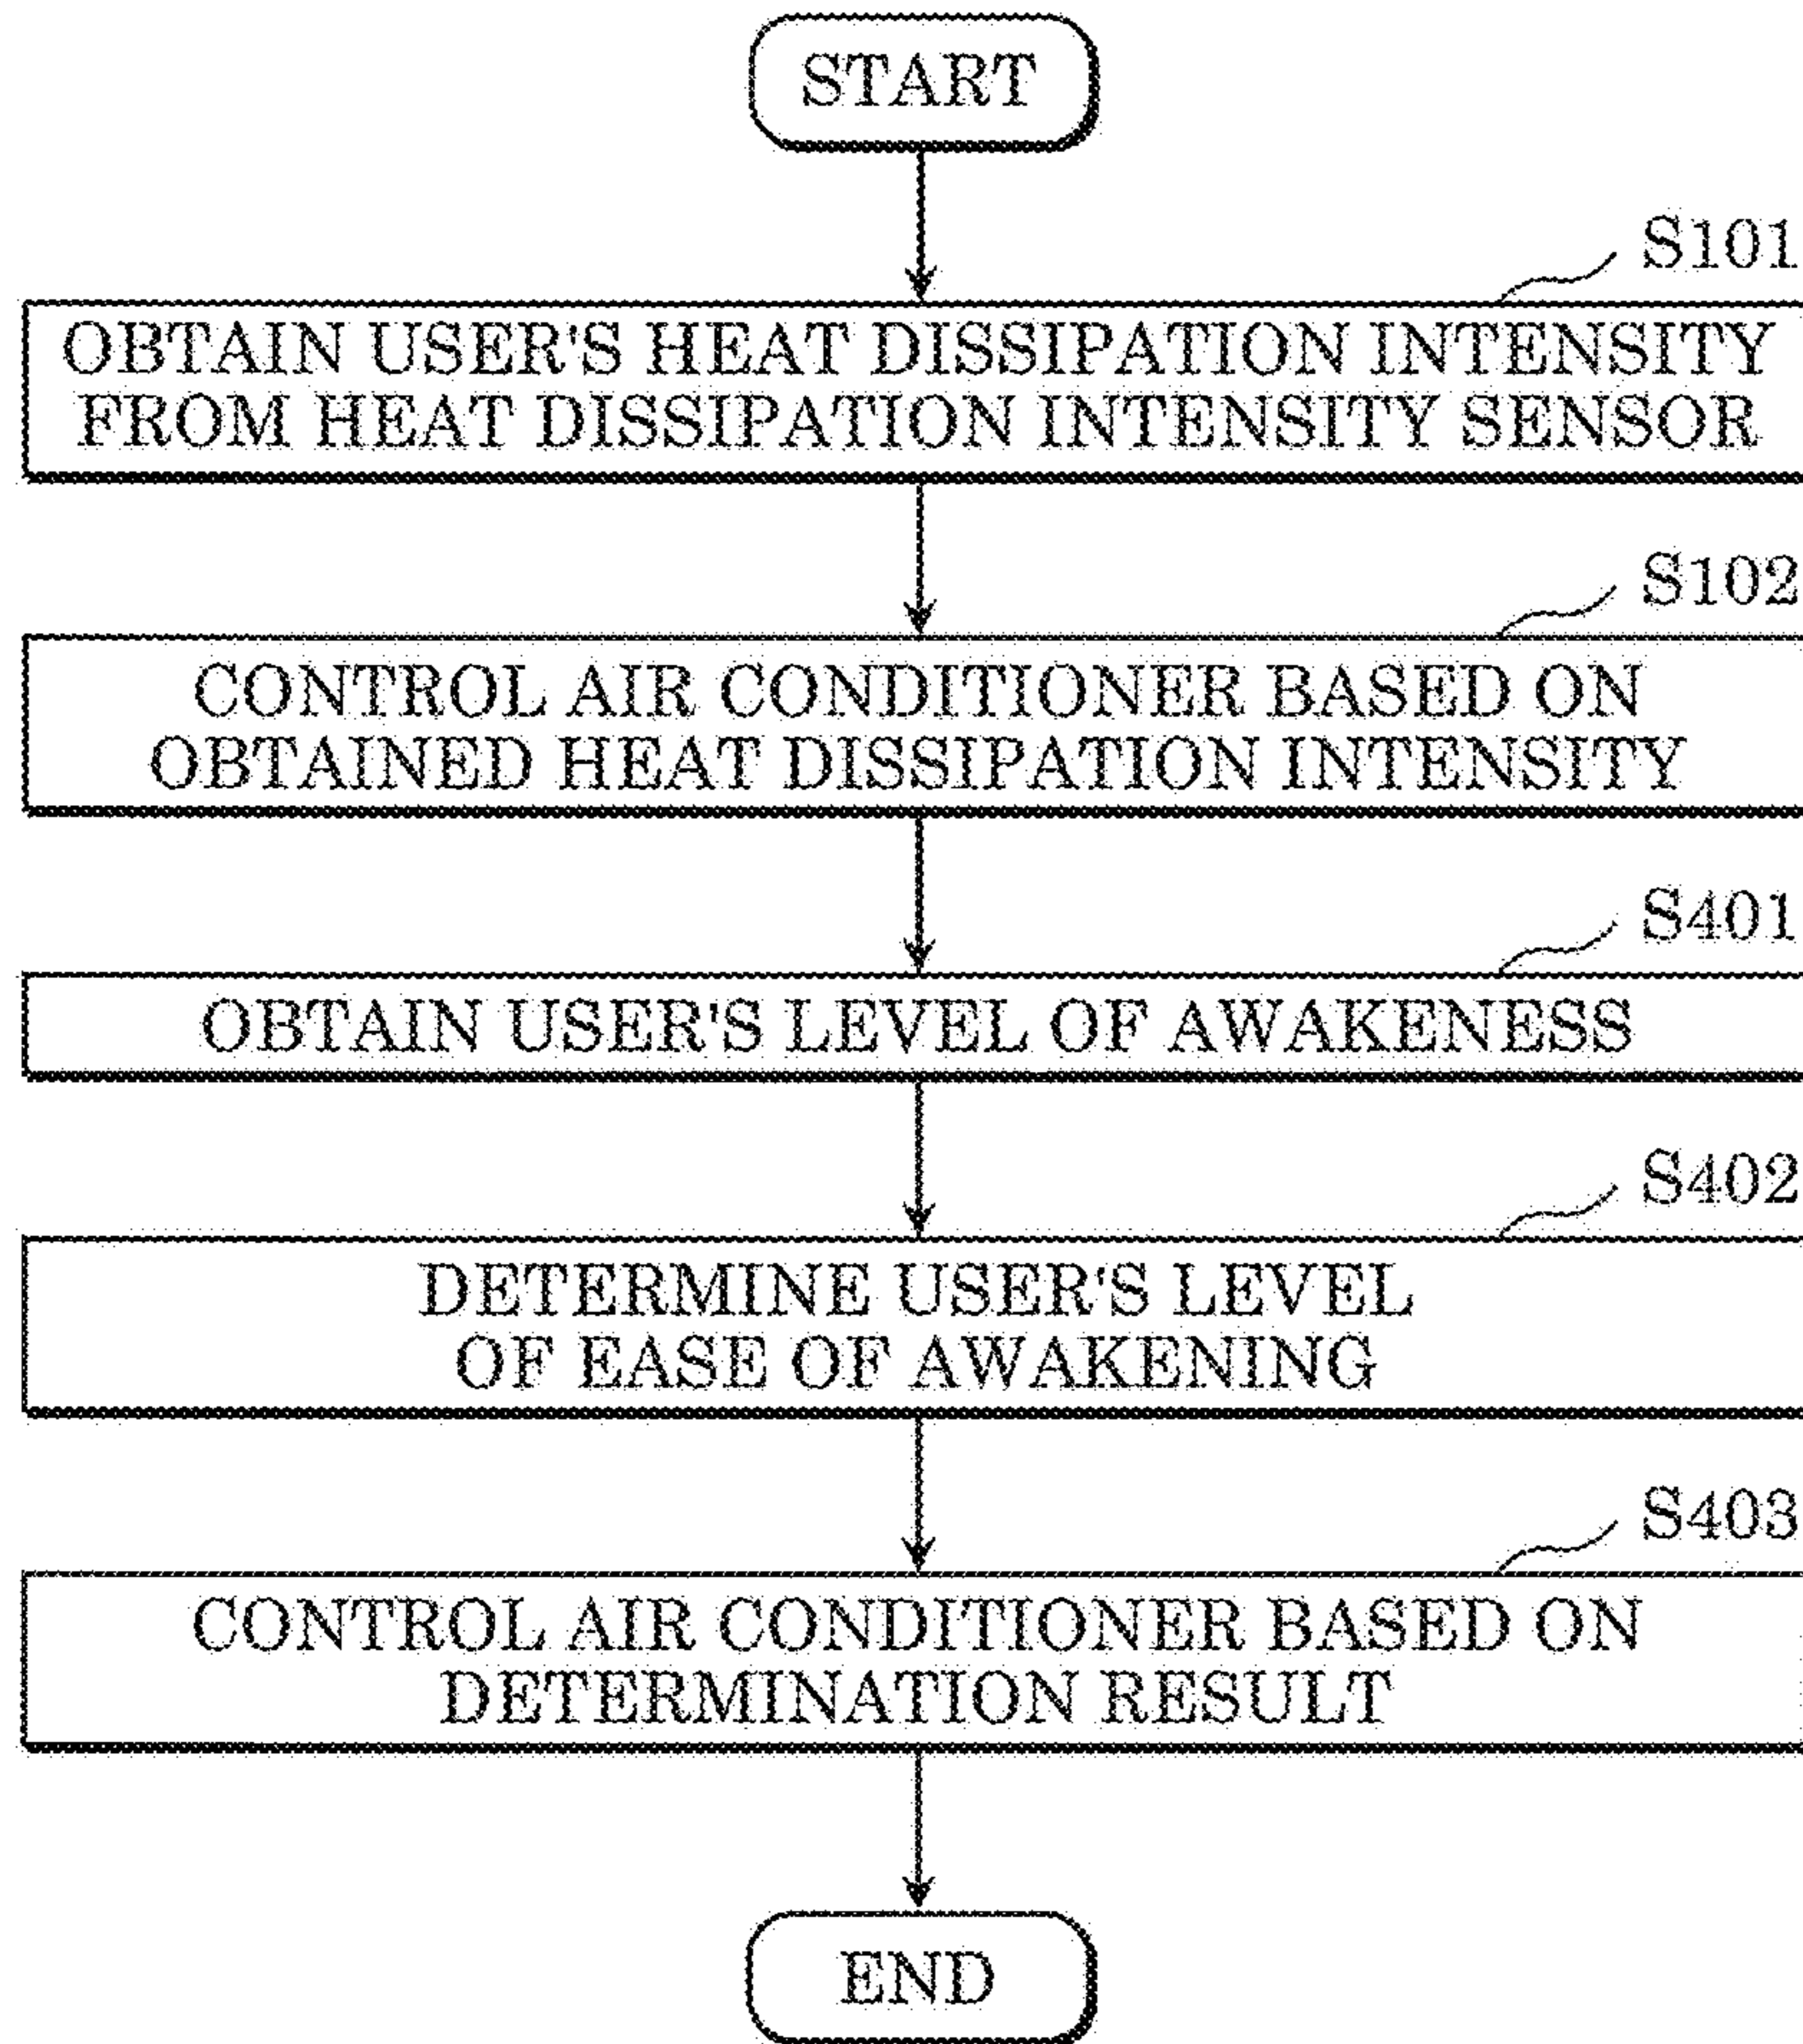 START
S101
OBTAIN USER'S HEAT DISSIPATION INTENSITY
FROM HEAT DISSIPATION INTENSITY SENSOR
S102
CONTROL AIR CONDITIONER BASED ON
OBTAINED HEAT DISSIPATION INTENSITY
S401
OBTAIN USER'S LEVEL OF AWAKENESS
S402
DETERMINE USER'S LEVEL
OF EASE OF AWAKENING
S403
CONTROL AIR CONDITIONER BASED ON
DETERMINATION RESULT
END